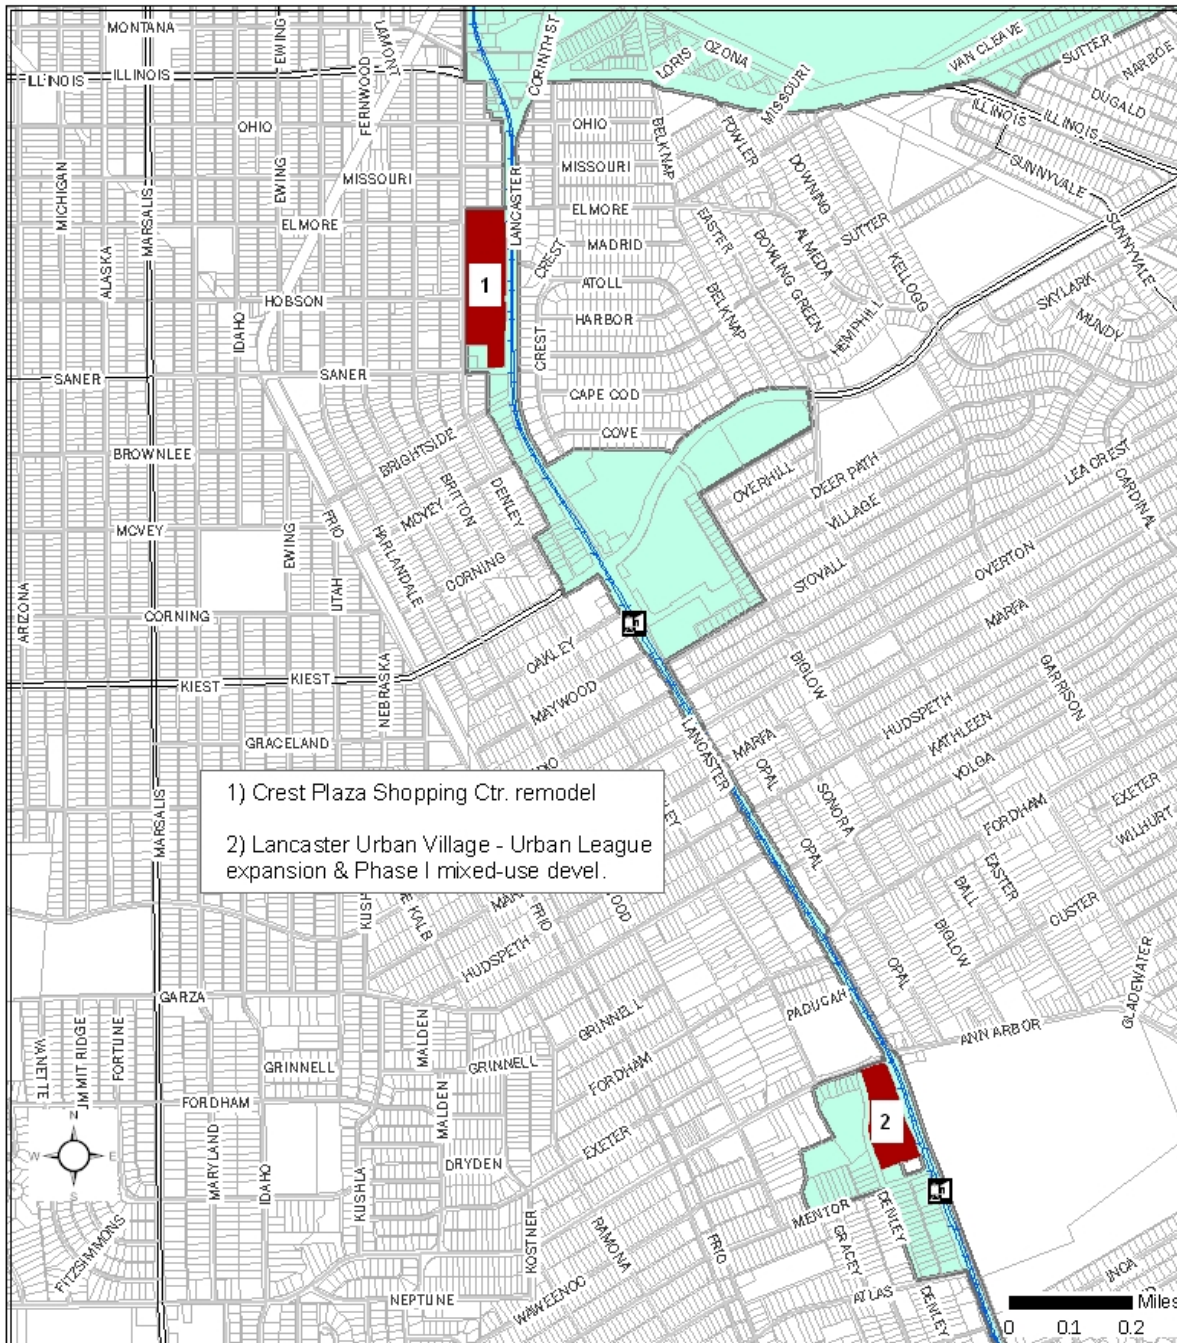 MONTANA
EWING
LAMONT
CORINTH ST
LORIS
OZONA
VAN CLEAVE
SUTTER
NARBOE
ILLINOIS
ILLINOIS
FERNWOOD
MISSOURI
DUGALD
ILLINOIS
ILLINOIS
OHIO
OHIO
BELKNAP
FOWLER
MICHIGAN
MARSALIS
EWING
MISSOURI
LANCASTER
MISSOURI
DOWNING
SUNNYVALE
ELMORE
ELMORE
SUTTER
SUNNYVALE
ALASKA
CREST
MADRID
EASTER
BOWLING GREEN
ALMEDA
KELLOGG
1
ATOLL
SKYLARK
HOBSON
IDAHO
HARBOR
BELKNAP
HEMPHILL
MUNDY
CREST
SANER
SANER
CAPE COD
BROWNLEE
BRIGHTSIDE
COVE
MCVEY
BRITTON
DENLEY
OVERHILL
DEER PATH
LEA CREST
CARDINAL
MCVEY
EWING
FRIO
HARLANDALE
VILLAGE
CORNING
STOVALL
OVERTON
ARIZONA
UTAH
CORNING
MARFA
OAKLEY
KIEST
KIEST
NEBRASKA
MAYWOOD
BIGLOW
GARRISON
HUDSPETH
GRACELAND
LANCASTER
MARFA
OPAL
KATHLEEN
VOLGA
1) Crest Plaza Shopping Ctr. remodel
2) Lancaster Urban Village - Urban League
expansion & Phase I mixed-use devel.
MARSALIS
SONORA
FORDHAM
EXETER
WILHURT
OPAL
EASTER
BALL
CUSTER
FRIO
BIGLOW
HUDSPETH
OPAL
GARZA
PADUCAH
GLADEWATER
ANN ARBOR
VANETTE
FORTUNE
MALDEN
GRINNELL
GRINNELL
GRINNELL
FORDHAM
FORDHAM
MALDEN
2
N
W
E
S
MARYLAND
IDAHO
KUSHLA
DRYDEN
EXETER
MENTOR
DENLEY
FITZSIMMONS
KOSTNER
RAMONA
FRIO
GRACEY
NEPTUNE
WAWEENOC
ATLAS
DENLEY
INCA
Miles
0 0.1 0.2